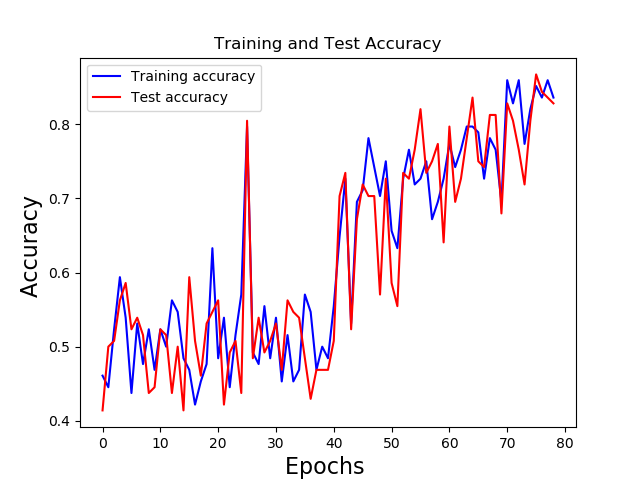 Training and Test Accuracy
Training accuracy
Test accuracy
Accuracy
0.8
0.7
0.6
0.5
0.4
0 10 20 30 40 50 60 70 80
Epochs